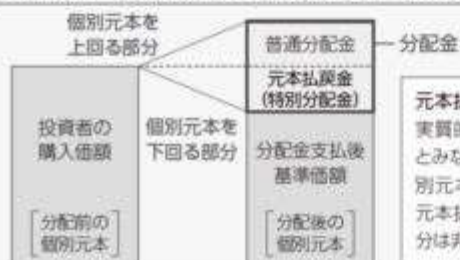 個別元本を
上回る部分
普通分配金
分配金
元本払戻金
(特別分配金)
投資者の
購入価額
個別元本を
下回る部分
分配金支払後
基準価額
分配前の
個別元本
分配後の
個別元本
元本払
実質的
とみな
別元本
元本払
分は非